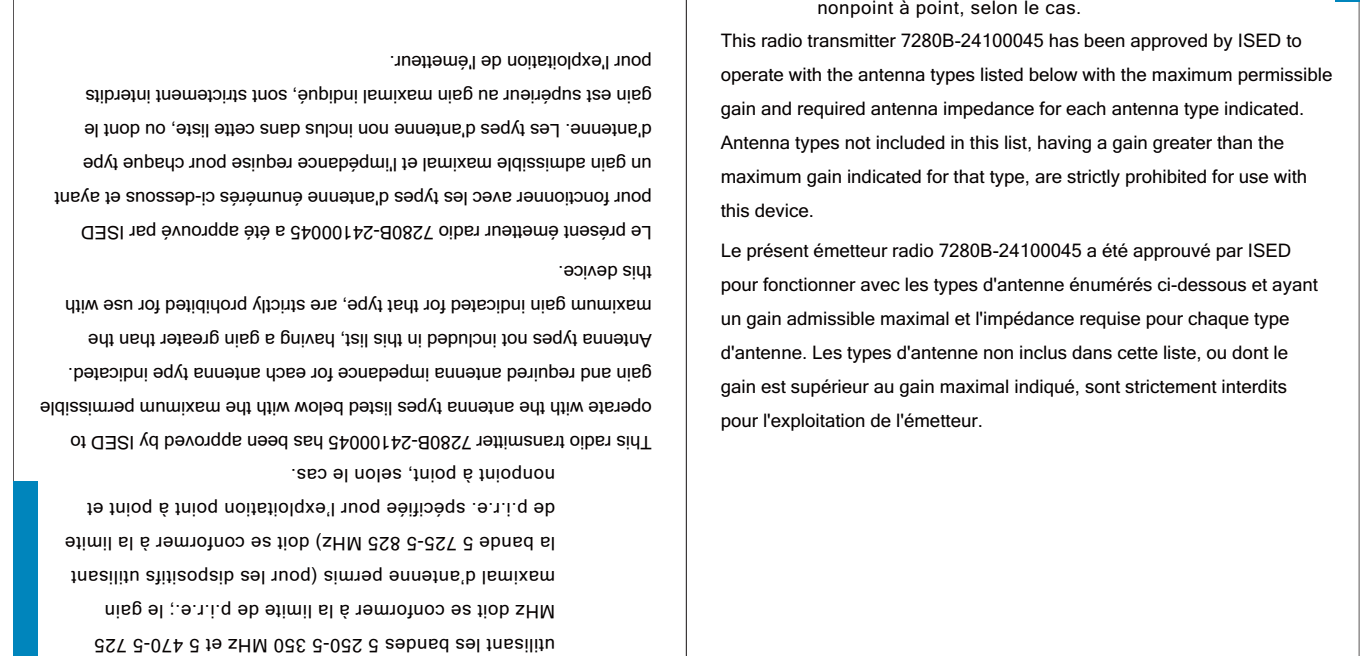 utilisant les bandes 5 250-5 350 MHz et 5 470-5 725
MHz doit se conformer à la limite de p.i.r.e.; le gain
maximal d'antenne permis (pour les dispositifs utilisant
la bande 5 725-5 825 MHz) doit se conformer à la limite
de p.i.r.e. spécifiée pour l'exploitation point à point et
nonpoint à point, selon le cas.
This radio transmitter 7280B-24100045 has been approved by ISED to
operate with the antenna types listed below with the maximum permissible
gain and required antenna impedance for each antenna type indicated.
Antenna types not included in this list, having a gain greater than the
maximum gain indicated for that type, are strictly prohibited for use with
this device.
Le présent émetteur radio 7280B-24100045 a été approuvé par ISED
pour fonctionner avec les types d'antenne énumérés ci-dessous et ayant
un gain admissible maximal et l'impédance requise pour chaque type
d'antenne. Les types d'antenne non inclus dans cette liste, ou dont le
gain est supérieur au gain maximal indiqué, sont strictement interdits
pour l'exploitation de l'émetteur.
nonpoint à point, selon le cas.
This radio transmitter 7280B-24100045 has been approved by ISED to
operate with the antenna types listed below with the maximum permissible
gain and required antenna impedance for each antenna type indicated.
Antenna types not included in this list, having a gain greater than the
maximum gain indicated for that type, are strictly prohibited for use with
this device.
Le présent émetteur radio 7280B-24100045 a été approuvé par ISED
pour fonctionner avec les types d'antenne énumérés ci-dessous et ayant
un gain admissible maximal et l'impédance requise pour chaque type
d'antenne. Les types d'antenne non inclus dans cette liste, ou dont le
gain est supérieur au gain maximal indiqué, sont strictement interdits
pour l'exploitation de l'émetteur.